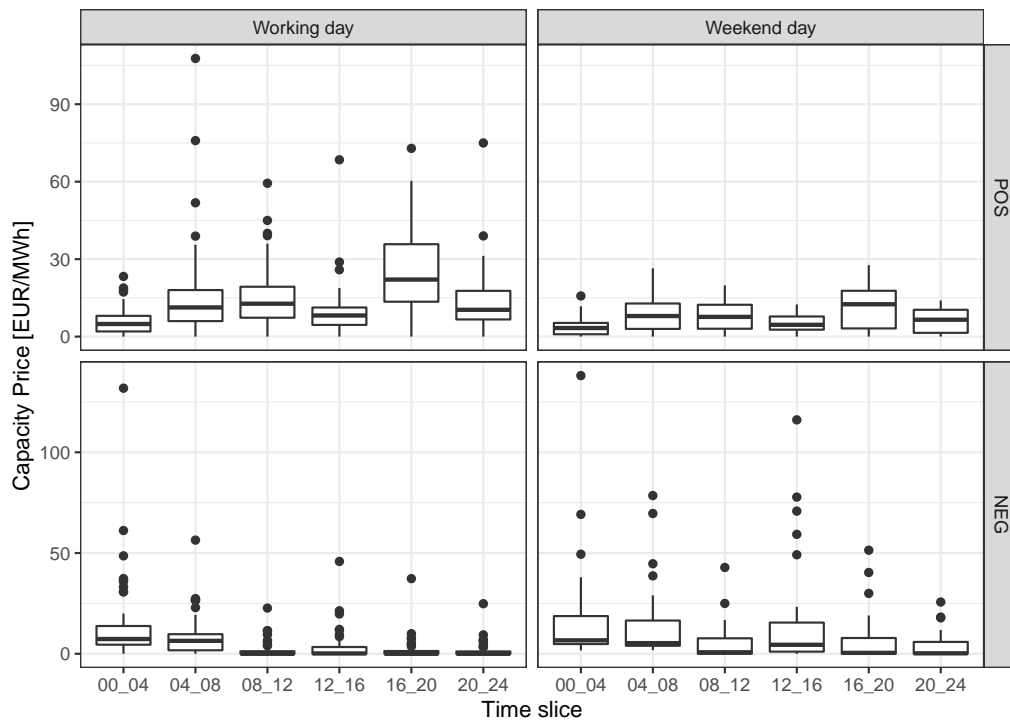 Working day
Weekend day
90
60
30
0
POS
Capacity Price [EUR/MWh]
100
50
0
NEG
00_04 04_08 08_12 12_16 16_20 20_24 00_04 04_08 08_12 12_16 16_20 20_24
Time slice